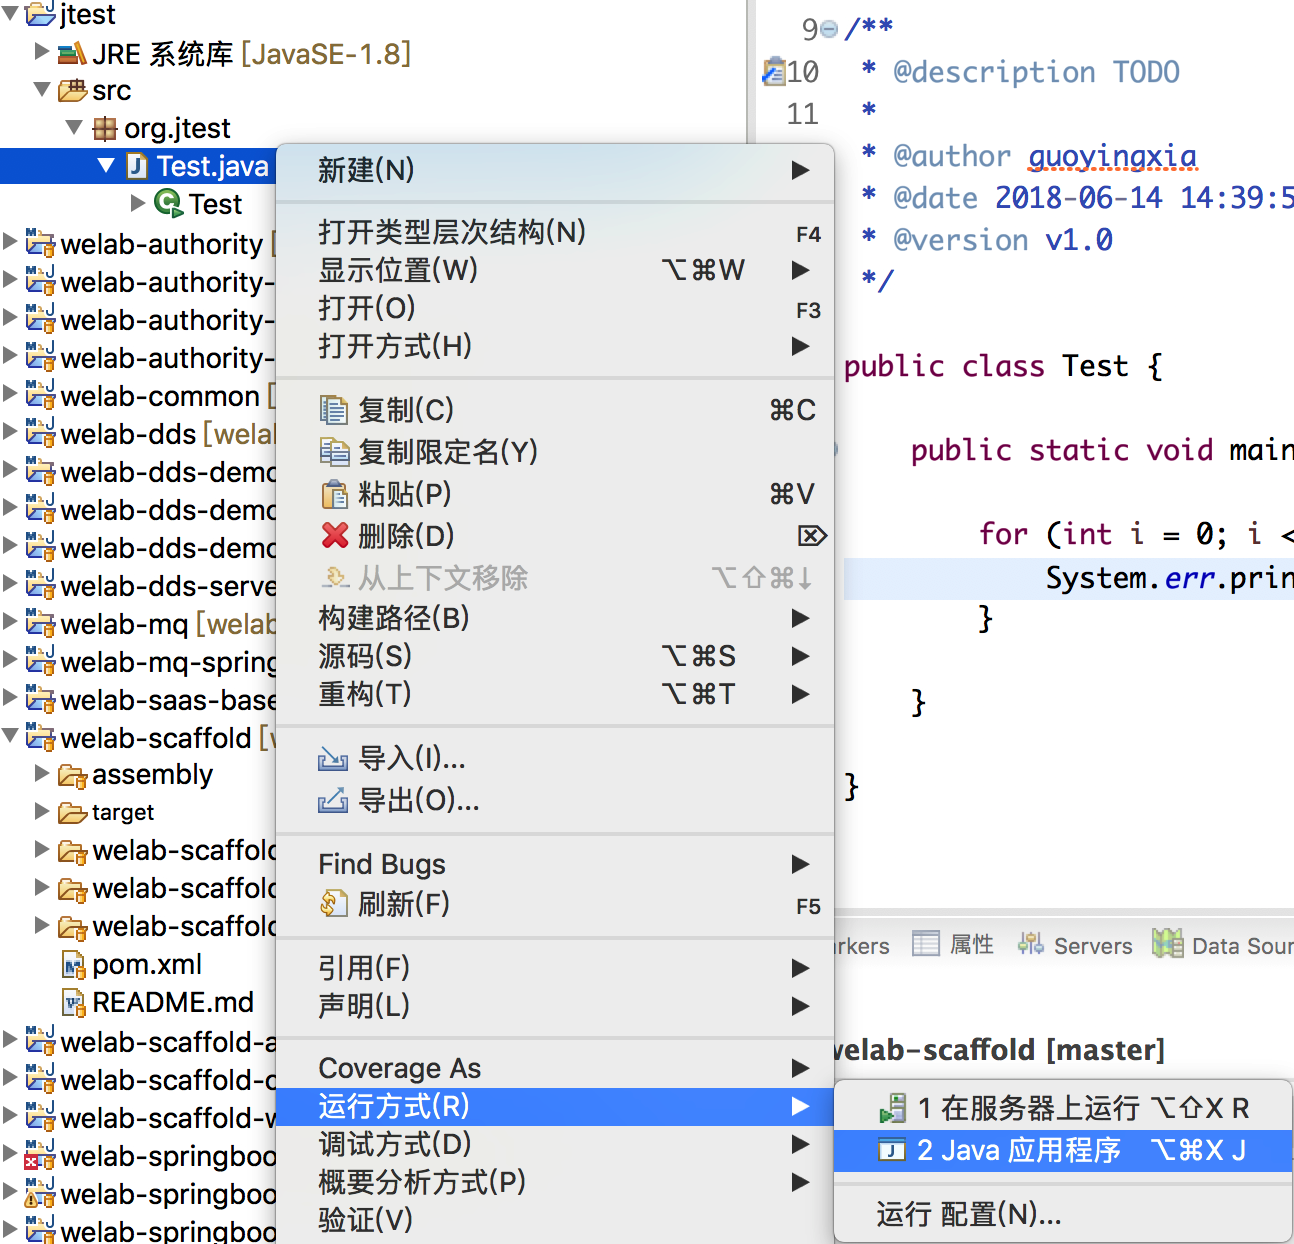 jtest
JRE 系统库 [JavaSE-1.8]
src
org.jtest
Test.java
Test
welab-authority [
welab-authority-
welab-authority-
welab-authority-
welab-common [
welab-dds [wela
welab-dds-demo
welab-dds-demo
welab-dds-demo
welab-dds-serve
welab-mq [welab
welab-mq-spring
welab-saas-base
welab-scaffold [
assembly
target
welab-scaffold
welab-scaffold
welab-scaffold
pom.xml
README.md
welab-scaffold-a
welab-scaffold-
welab-scaffold-w
welab-springboo
welab-springboo
welab-springboo
新建(N)
打开类型层次结构(N) F4
显示位置(W) ⌥⌘W
打开(O) F3
打开方式(H)
复制(C) ⌘C
复制限定名(Y)
粘贴(P) ⌘V
删除(D) ⌦
从上下文移除 ⌥⇧⌘↓
构建路径(B)
源码(S) ⌥⌘S
重构(T) ⌥⌘T
导入(I)...
导出(O)...
Find Bugs
刷新(F) F5
引用(F)
声明(L)
Coverage As
运行方式(R)
调试方式(D)
概要分析方式(P)
验证(V)
9 /**
10 * @description TODO
11 *
* @author guoyingxia
* @date 2018-06-14 14:39:5
* @version v1.0
*/
public class Test {
public static void main
for (int i = 0; i <
System.err.prin
}
}
}
rkers 属性 Servers Data Sour
welab-scaffold [master]
1 在服务器上运行 ⌥⇧X R
2 Java 应用程序 ⌥⌘X J
运行 配置(N)...